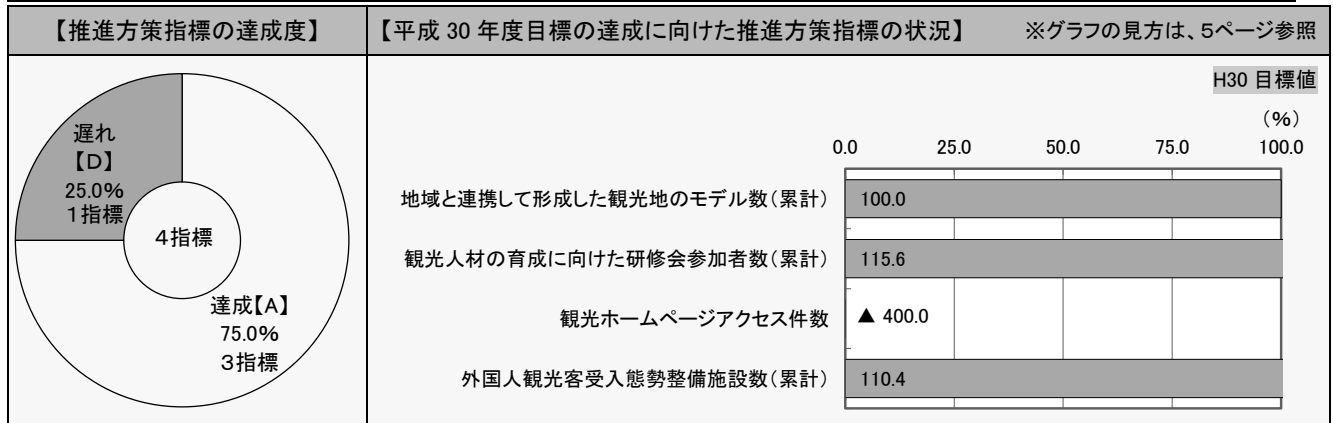 【推進方策指標の達成度】
【平成 30 年度目標の達成に向けた推進方策指標の状況】 ※グラフの見方は、5ページ参照
遅れ
【D】
25.0%
1指標
4指標
達成【A】
75.0%
3指標
H30 目標値
(%)
0.0 25.0 50.0 75.0 100.0
地域と連携して形成した観光地のモデル数(累計) 100.0
観光人材の育成に向けた研修会参加者数(累計) 115.6
観光ホームページアクセス件数 ▲ 400.0
外国人観光客受入態勢整備施設数(累計) 110.4